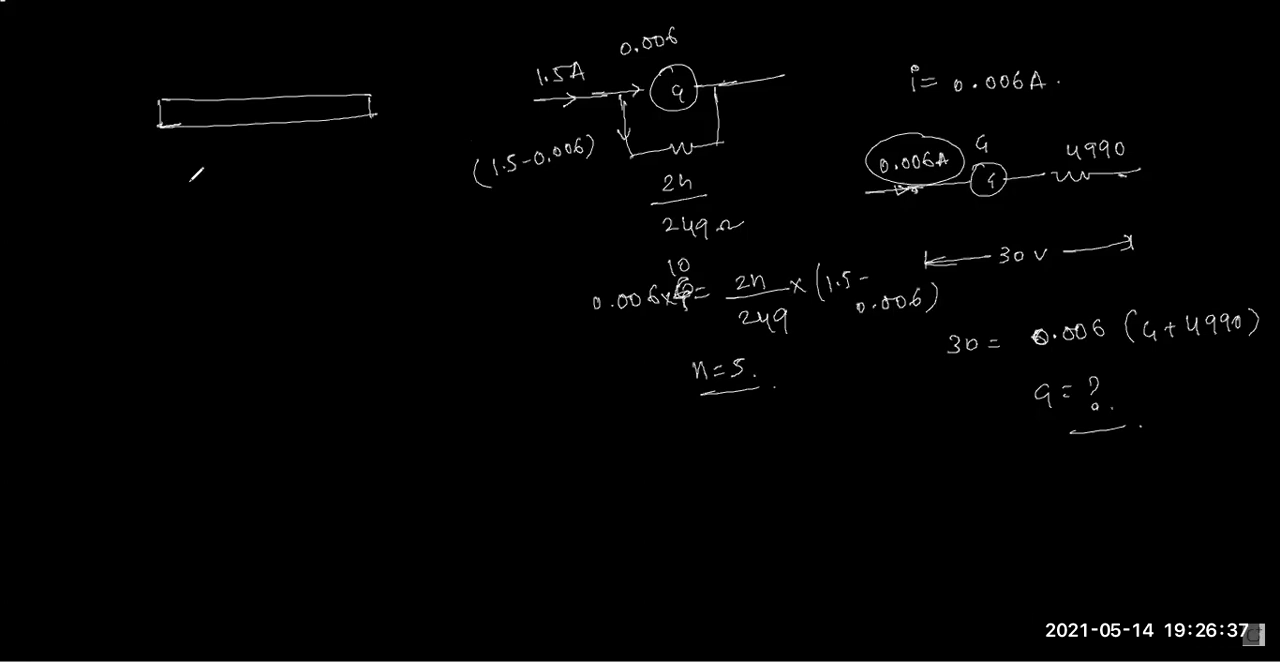 0.006
1.5A
G
(1.5-0.006)
2n
249Ω
10
0.006x = 2n/249 x (1.5-0.006)
n=5.
i= 0.006A.
0.006A
G
G
4990
30 V
30 = 0.006 (G+4990)
G = ?
2021-05-14 19:26:37